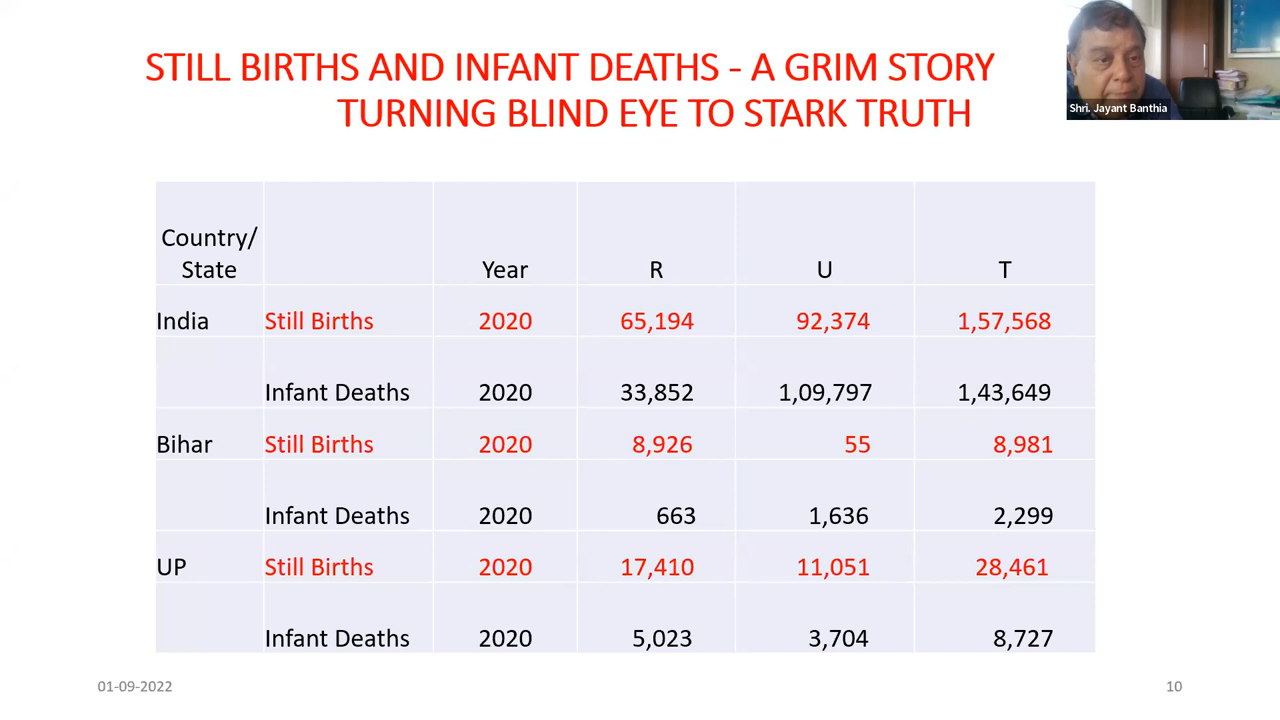 STILL BIRTHS AND INFANT DEATHS - A GRIM STORY
TURNING BLIND EYE TO STARK TRUTH
Shri. Jayant Banthia
Country/
State Year R U T
India Still Births 2020 65,194 92,374 1,57,568
Infant Deaths 2020 33,852 1,09,797 1,43,649
Bihar Still Births 2020 8,926 55 8,981
Infant Deaths 2020 663 1,636 2,299
UP Still Births 2020 17,410 11,051 28,461
Infant Deaths 2020 5,023 3,704 8,727
01-09-2022 10